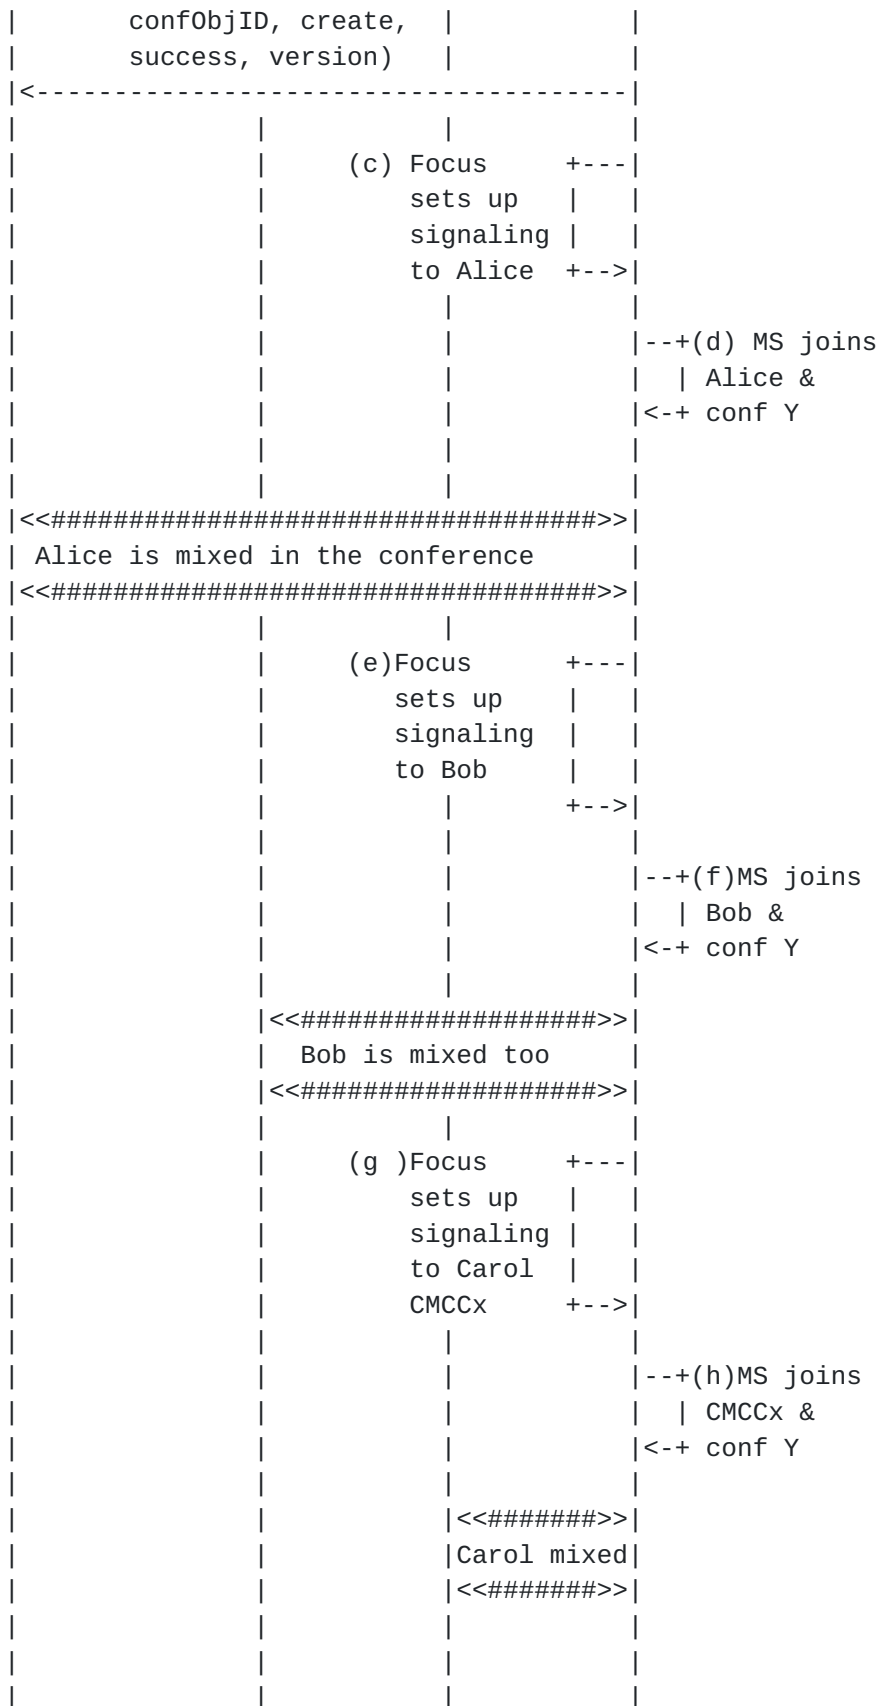 |       confObjID, create,  |           |
|       success, version)   |           |
|<--------------------------------------|
|               |           |           |
|               |     (c) Focus     +---|
|               |         sets up   |   |
|               |         signaling |   |
|               |         to Alice  +-->|
|               |           |           |
|               |           |           |--+(d) MS joins
|               |           |           |  | Alice &
|               |           |           |<-+ conf Y
|               |           |           |
|               |           |           |
|<<###################################>>|
| Alice is mixed in the conference      |
|<<###################################>>|
|               |           |           |
|               |     (e)Focus      +---|
|               |        sets up    |   |
|               |        signaling  |   |
|               |        to Bob     |   |
|               |           |       +-->|
|               |           |           |
|               |           |           |--+(f)MS joins
|               |           |           |  | Bob &
|               |           |           |<-+ conf Y
|               |           |           |
|               |<<###################>>|
|               |  Bob is mixed too     |
|               |<<###################>>|
|               |           |           |
|               |     (g )Focus     +---|
|               |         sets up   |   |
|               |         signaling |   |
|               |         to Carol  |   |
|               |         CMCCx     +-->|
|               |           |           |
|               |           |           |--+(h)MS joins
|               |           |           |  | CMCCx &
|               |           |           |<-+ conf Y
|               |           |           |
|               |           |<<#######>>|
|               |           |Carol mixed|
|               |           |<<#######>>|
|               |           |           |
|               |           |           |
|               |           |           |